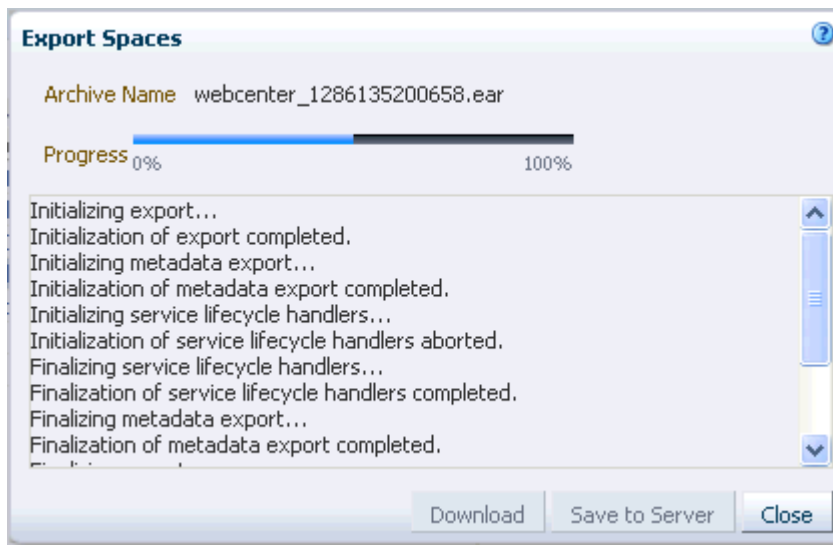 Export Spaces
Archive Name webcenter_1286135200658.ear
Progress 0% 100%
Initializing export...
Initialization of export completed.
Initializing metadata export...
Initialization of metadata export completed.
Initializing service lifecycle handlers...
Initialization of service lifecycle handlers aborted.
Finalizing service lifecycle handlers...
Finalization of service lifecycle handlers completed.
Finalizing metadata export...
Finalization of metadata export completed.
Download Save to Server Close